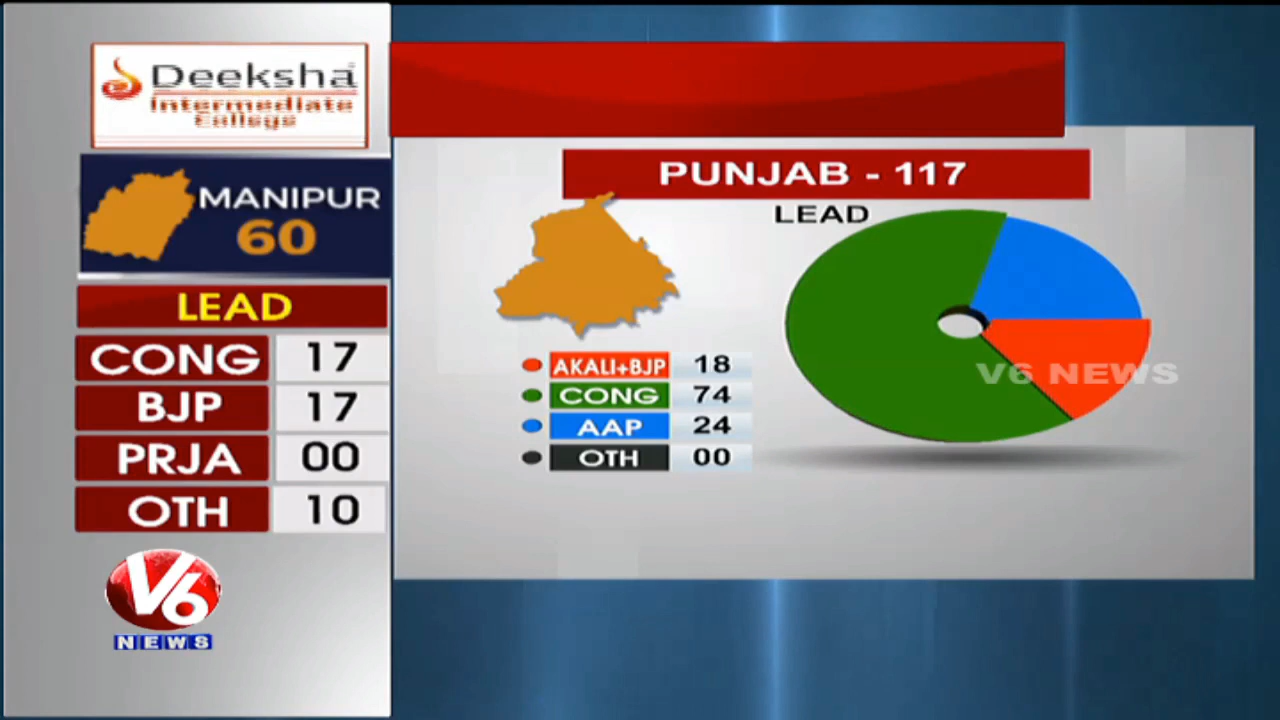 Deeksha
Intermediate
College
MANIPUR
60
LEAD
CONG 17
BJP 17
PRJA 00
OTH 10
V6
NEWS
PUNJAB - 117
LEAD
AKALI+BJP 18
CONG 74
AAP 24
OTH 00
V6 NEWS